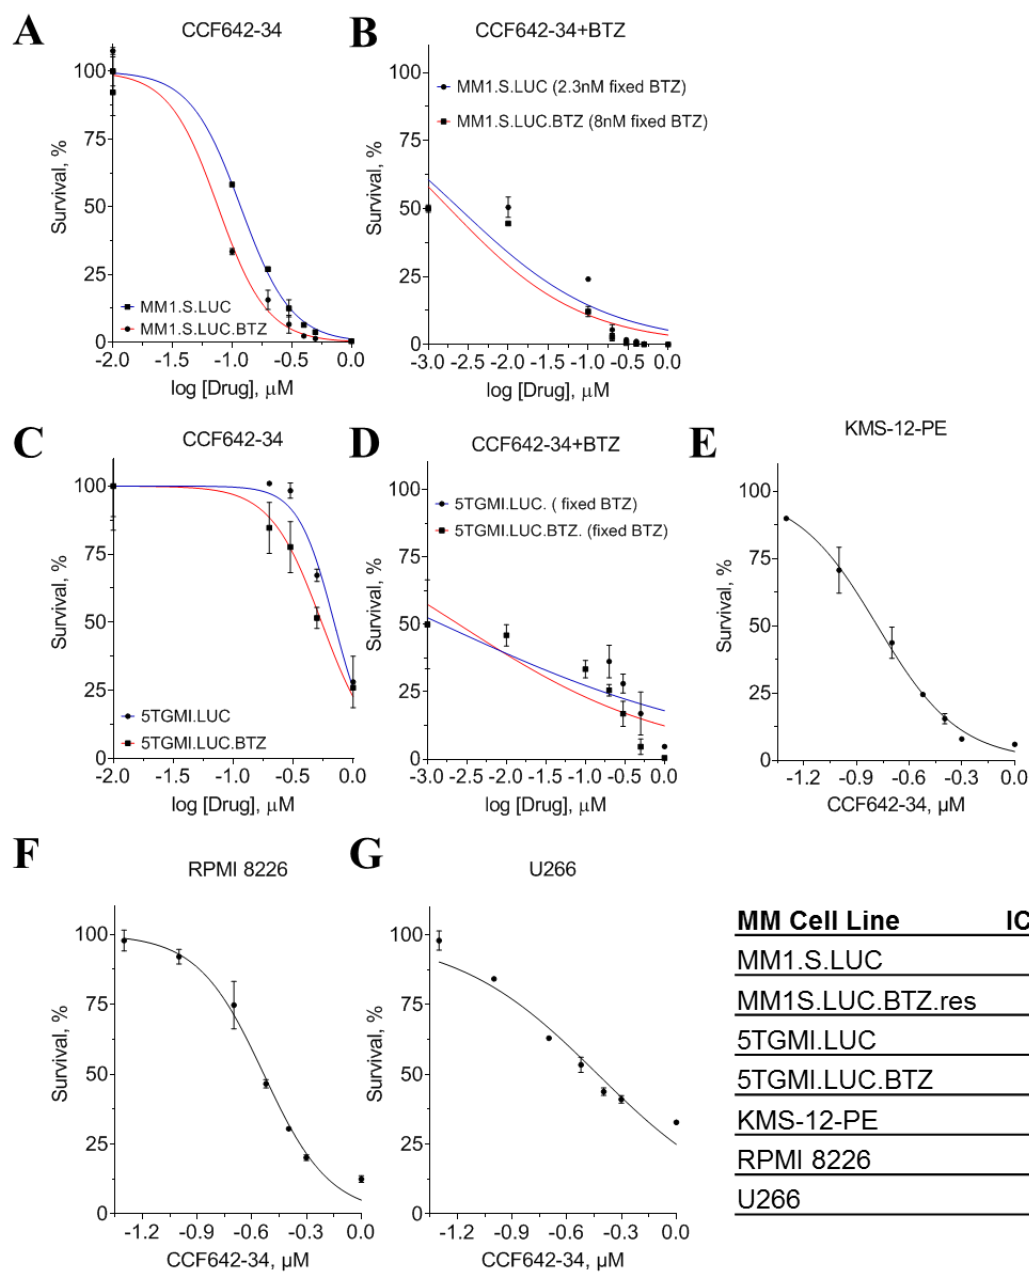 A
CCF642-34
100
75
50
25
0
Survival, %
MM1.S.LUC
MM1.S.LUC.BTZ
-2.0 -1.5 -1.0 -0.5 0.0
log [Drug], μM
B
CCF642-34+BTZ
100
75
50
25
0
Survival, %
MM1.S.LUC (2.3nM fixed BTZ)
MM1.S.LUC.BTZ (8nM fixed BTZ)
-3.0 -2.5 -2.0 -1.5 -1.0 -0.5 0.0
log [Drug], μM
C
CCF642-34
100
75
50
25
0
Survival, %
5TGMI.LUC
5TGMI.LUC.BTZ
-2.0 -1.5 -1.0 -0.5 0.0
log [Drug], μM
D
CCF642-34+BTZ
100
75
50
25
0
Survival, %
5TGMI.LUC. ( fixed BTZ)
5TGMI.LUC.BTZ. (fixed BTZ)
-3.0 -2.5 -2.0 -1.5 -1.0 -0.5 0.0
log [Drug], μM
E
KMS-12-PE
100
75
50
25
0
Survival, %
-1.2 -0.9 -0.6 -0.3 0.0
CCF642-34, μM
F
RPMI 8226
100
75
50
25
0
Survival, %
-1.2 -0.9 -0.6 -0.3 0.0
CCF642-34, μM
G
U266
100
75
50
25
0
Survival, %
-1.2 -0.9 -0.6 -0.3 0.0
CCF642-34, μM
MM Cell Line IC
MM1.S.LUC
MM1S.LUC.BTZ.res
5TGMI.LUC
5TGMI.LUC.BTZ
KMS-12-PE
RPMI 8226
U266